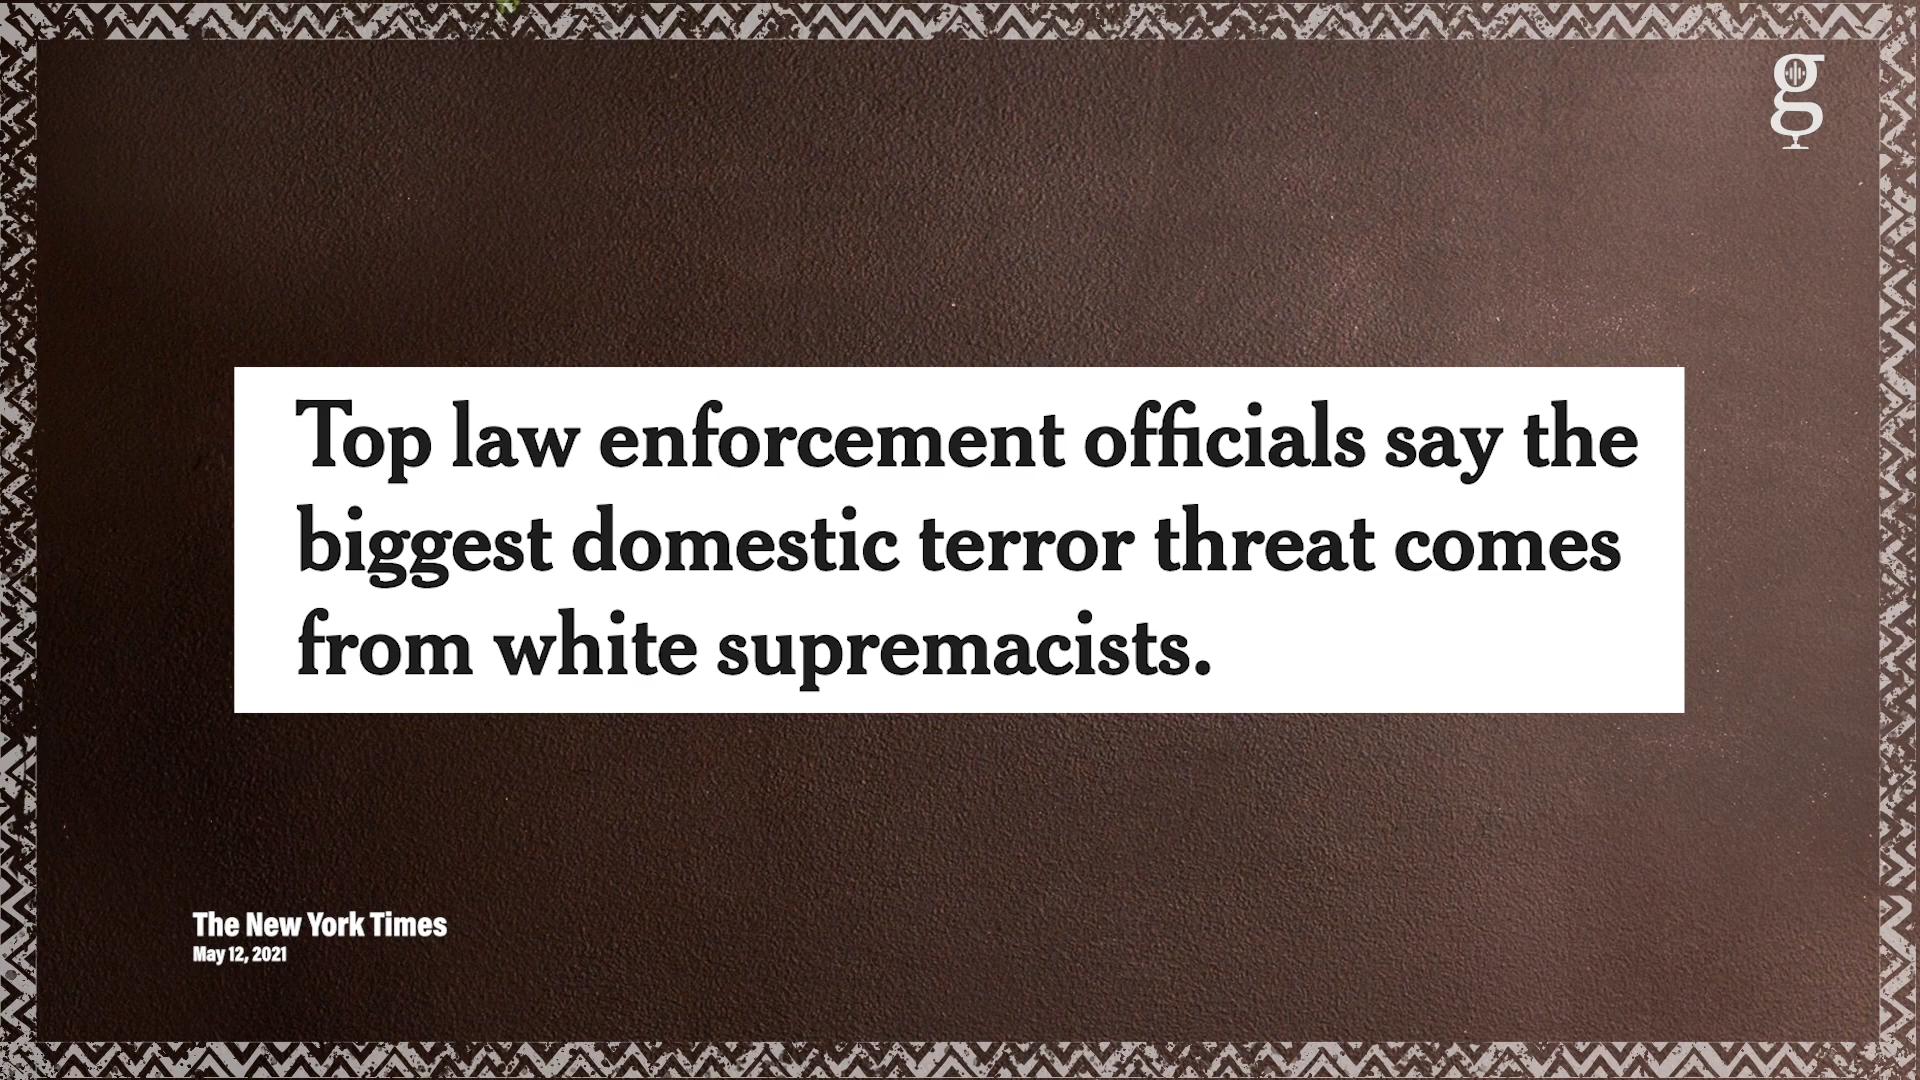 g
Top law enforcement officials say the
biggest domestic terror threat comes
from white supremacists.
The New York Times
May 12, 2021